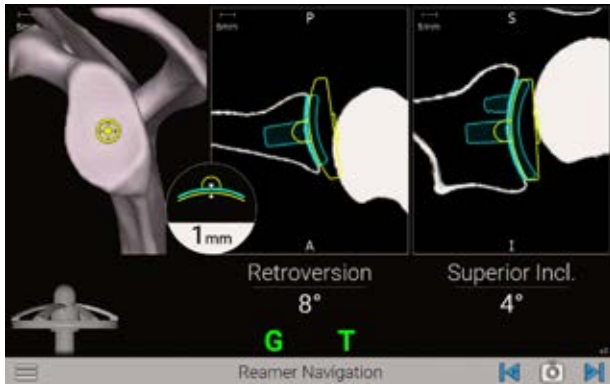 5mm
P
5mm
S
5mm
1mm
A
I
Retroversion
Superior Incl.
8°
4°
G T
Reamer Navigation